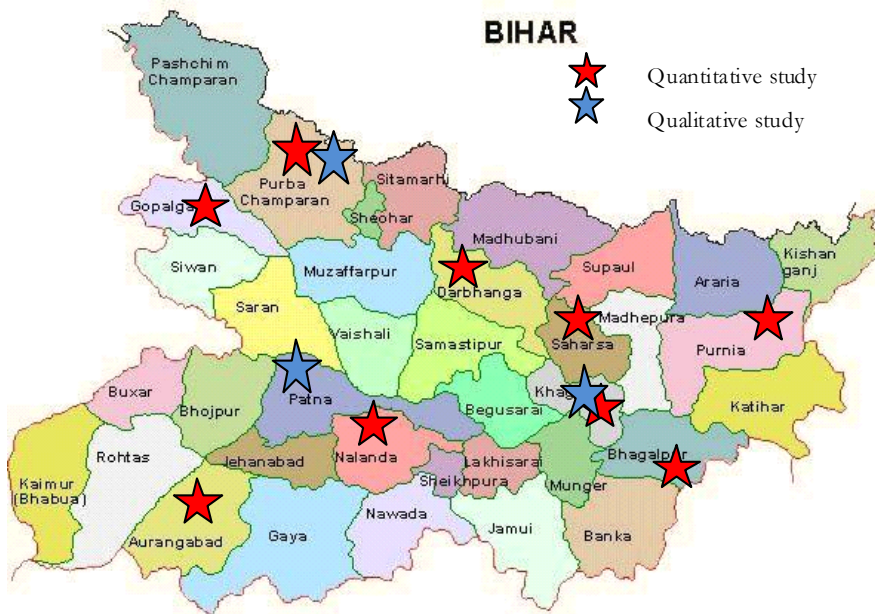 BIHAR
Quantitative study
Qualitative study
Pashchim
Champaran
Purba
Champaran
Sitamarhi
Sheohar
Gopalga
Siwan
Muzaffarpur
Madhubani
Darbhanga
Supaul
Araria
Kishan
ganj
Saran
Vaishali
Samastipur
Saharsa
Madhepura
Purnia
Katihar
Buxar
Bhojpur
Patna
Begusarai
Khag
Bhagalpur
Kaimur
(Bhabua)
Rohtas
Jehanabad
Nalanda
Sheikhpura
Lakhisarai
Munger
Aurangabad
Gaya
Nawada
Jamui
Banka